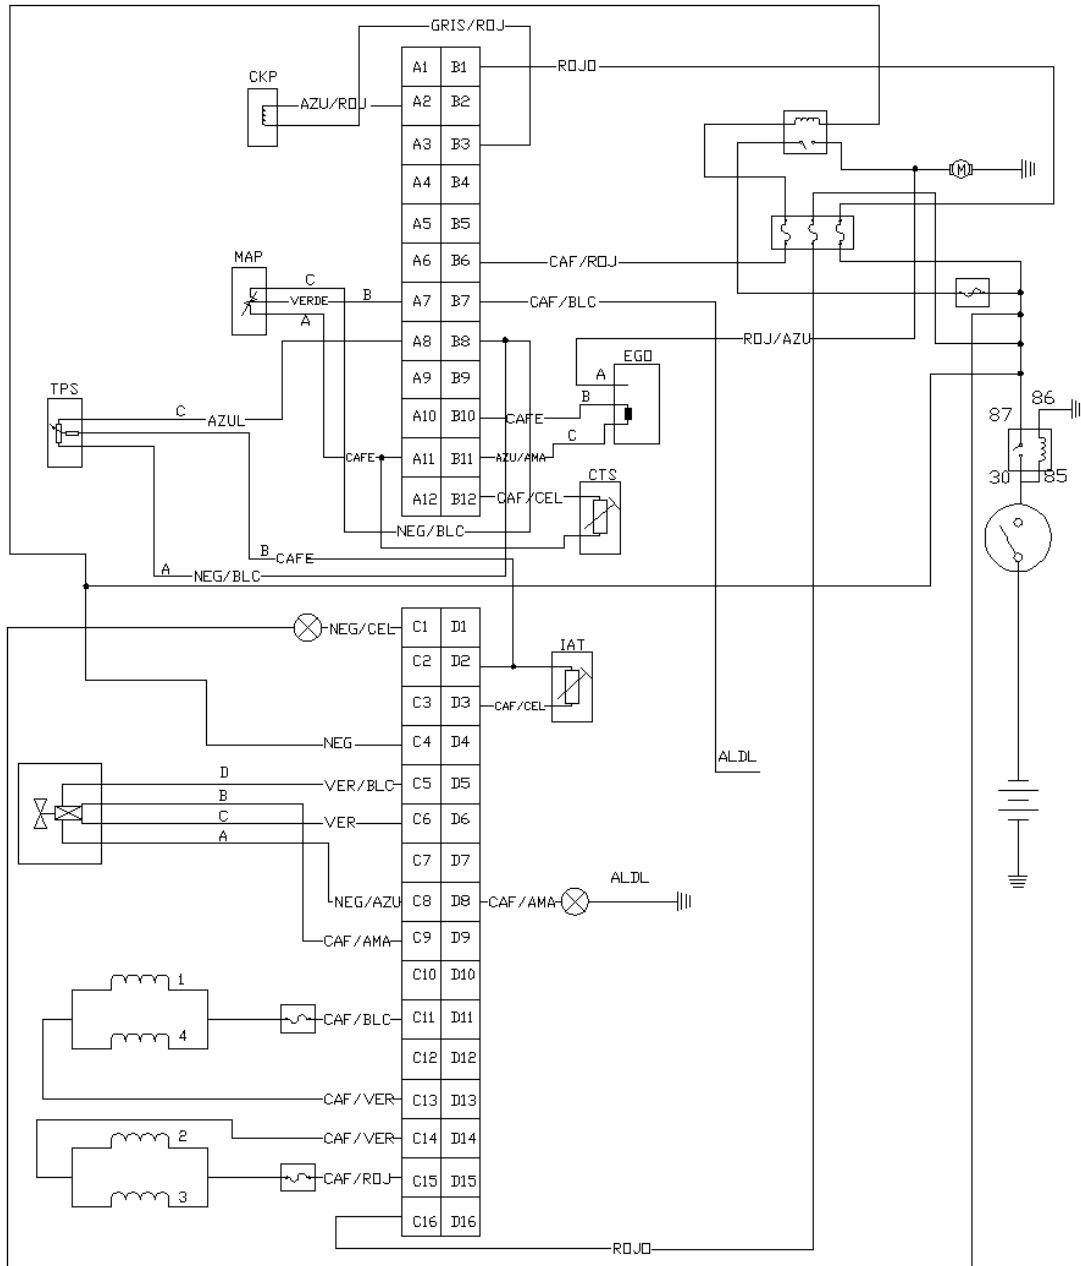 GRIS/ROJ
A1 B1 ROJO
CKP
AZU/ROJ A2 B2
A3 B3
A4 B4
A5 B5
A6 B6 CAF/ROJ
MAP
C
VERDE B A7 B7 CAF/BLC
A
A8 B8 ROJ/AZU
M
EGO
A
A9 B9
TPS
C AZUL
B
A10 B10 CAFE
C
CAFE A11 B11 AZU/AMA
CTS
A12 B12 CAF/CEL
NEG/BLC
B CAFE
A NEG/BLC
87 86
30 85
NEG/CEL C1 D1
IAT
C2 D2
C3 D3 CAF/CEL
NEG C4 D4
ALDL
D VER/BLC C5 D5
B
C VER C6 D6
A
C7 D7
ALDL
NEG/AZU C8 D8 CAF/AMA
CAF/AMA C9 D9
C10 D10
1
CAF/BLC C11 D11
4
C12 D12
CAF/VER C13 D13
2
CAF/VER C14 D14
CAF/ROJ C15 D15
3
C16 D16
ROJO